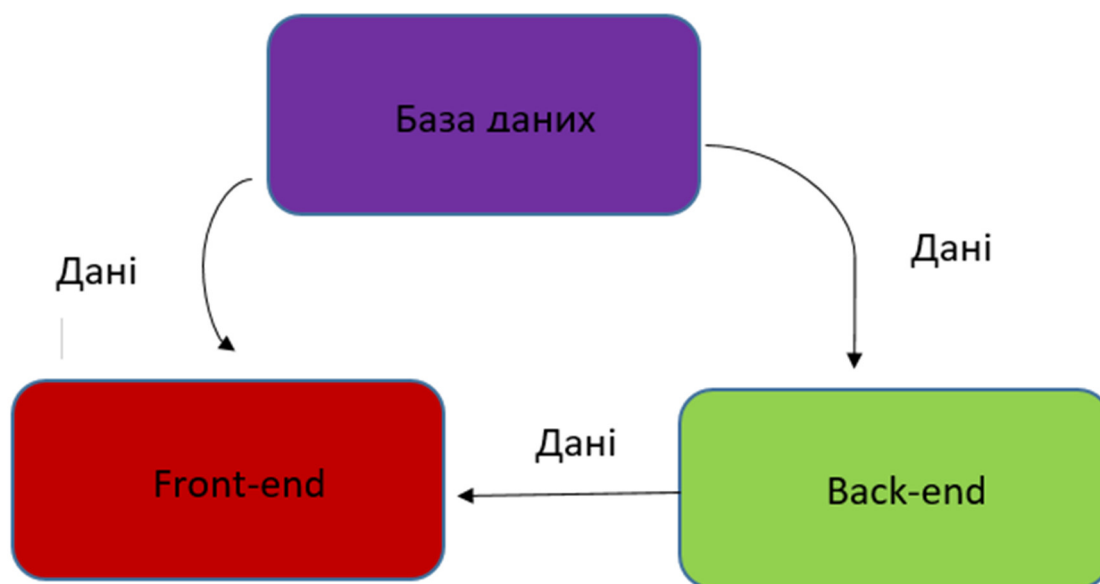 База даних
Дані
Дані
Дані
Front-end
Back-end